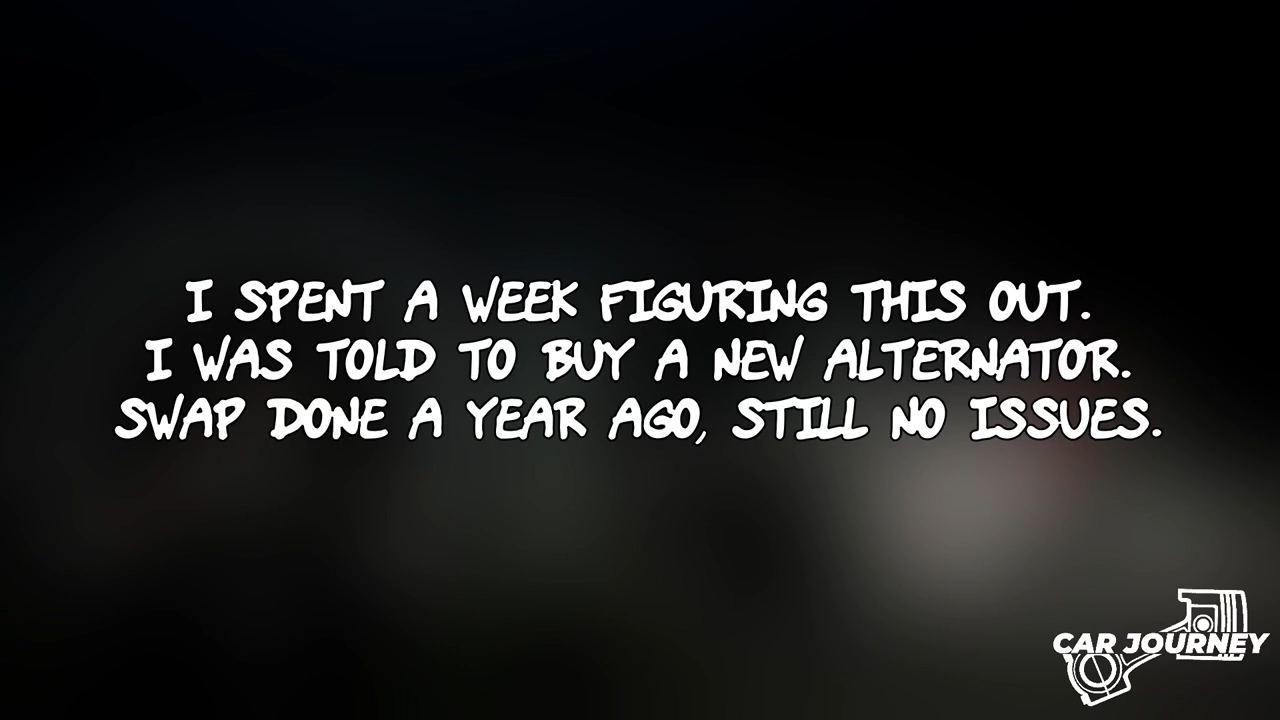 I SPENT A WEEK FIGURING THIS OUT.
I WAS TOLD TO BUY A NEW ALTERNATOR.
SWAP DONE A YEAR AGO, STILL NO ISSUES.
CAR JOURNEY